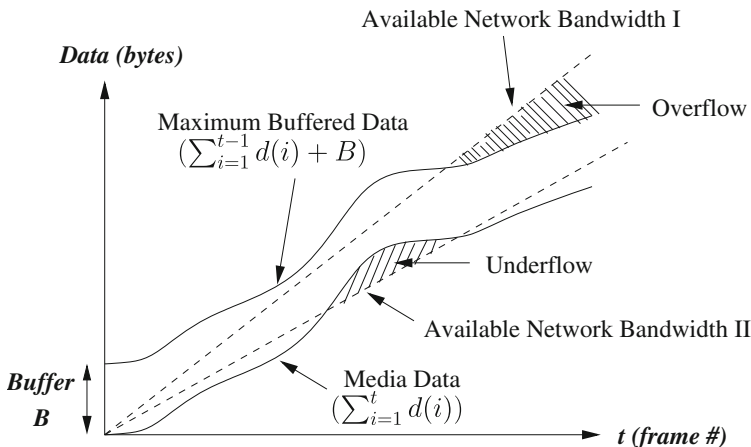 Available Network Bandwidth I
Data (bytes)
Overflow
Maximum Buffered Data
(∑_{i=1}^{t−1} d(i) + B)
Underflow
Available Network Bandwidth II
Buffer
B
Media Data
(∑_{i=1}^{t} d(i))
t (frame #)